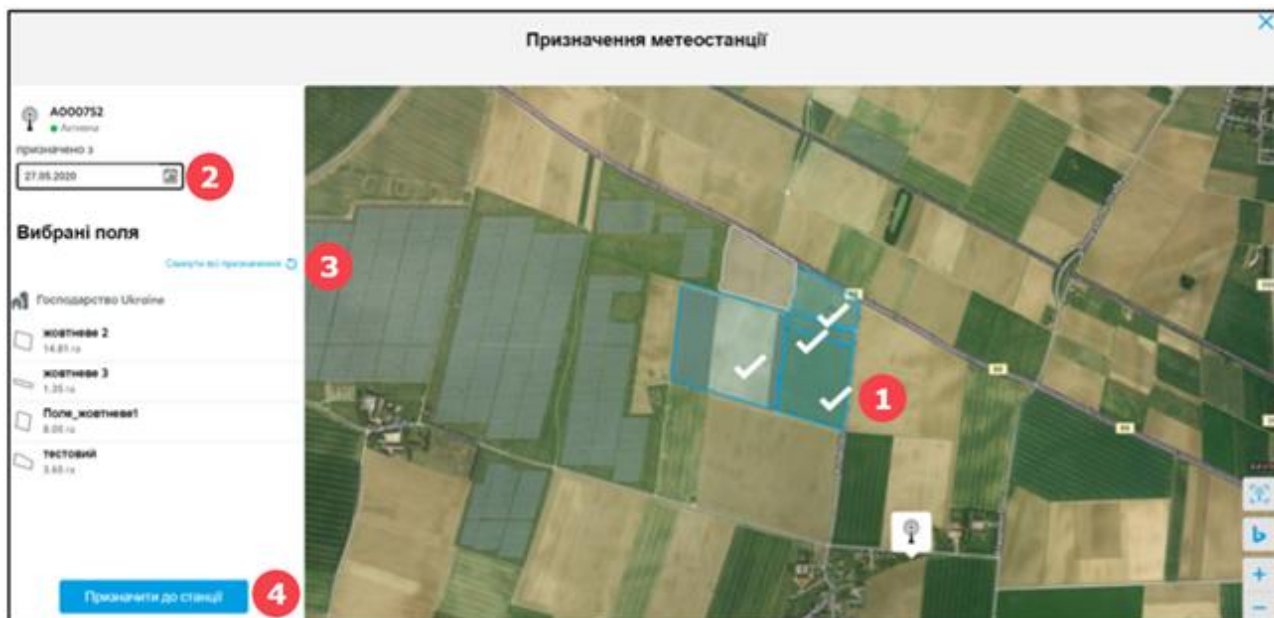 Призначення метеостанції
A000752
Активна
призначено з
27.05.2020
2
Вибрані поля
Скинути всі призначення
3
Господарство Ukraine
жовтневе 2
14.81 га
жовтневе 3
1.35 га
Поле_жовтневе1
8.05 га
тестовий
3.60 га
1
Призначити до станції
4